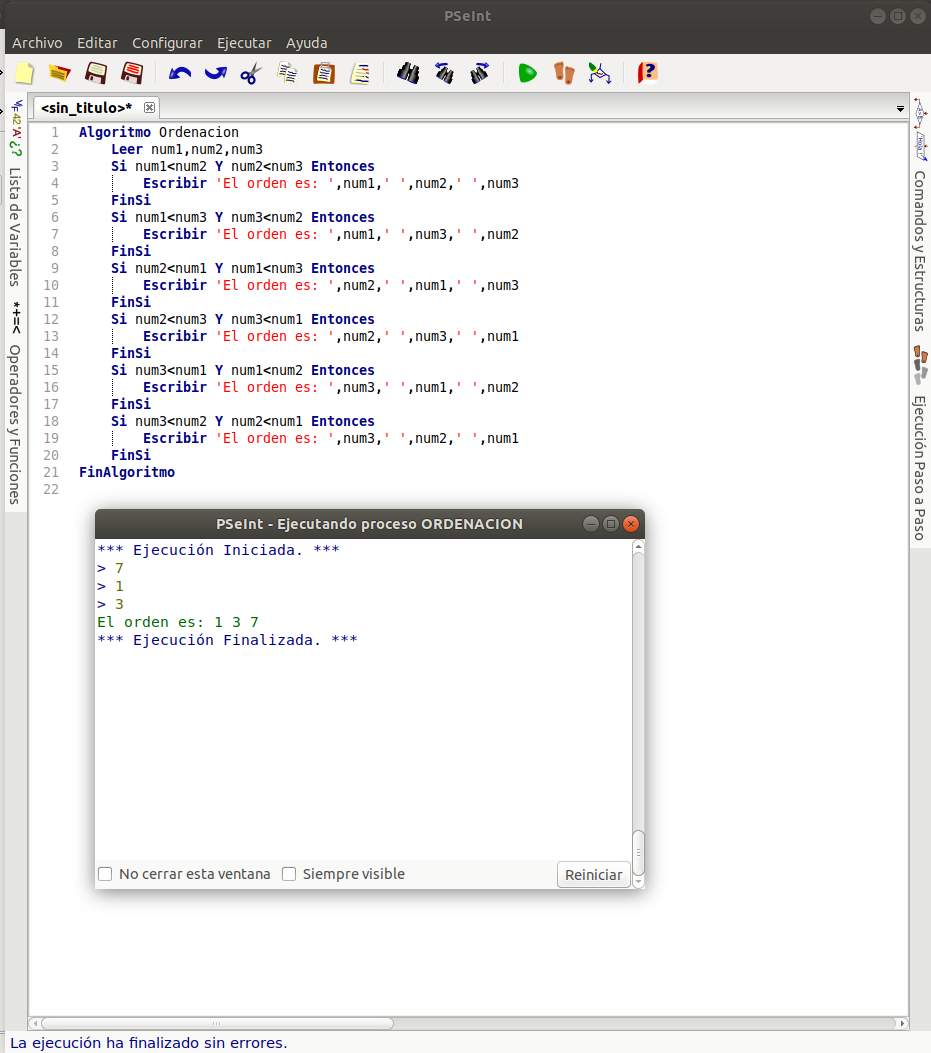 PSeInt
Archivo Editar Configurar Ejecutar Ayuda
<sin_titulo>*
1 Algoritmo Ordenacion
2 Leer num1,num2,num3
3 Si num1<num2 Y num2<num3 Entonces
4 Escribir 'El orden es: ',num1,' ',num2,' ',num3
5 FinSi
6 Si num1<num3 Y num3<num2 Entonces
7 Escribir 'El orden es: ',num1,' ',num3,' ',num2
8 FinSi
9 Si num2<num1 Y num1<num3 Entonces
10 Escribir 'El orden es: ',num2,' ',num1,' ',num3
11 FinSi
12 Si num2<num3 Y num3<num1 Entonces
13 Escribir 'El orden es: ',num2,' ',num3,' ',num1
14 FinSi
15 Si num3<num1 Y num1<num2 Entonces
16 Escribir 'El orden es: ',num3,' ',num1,' ',num2
17 FinSi
18 Si num3<num2 Y num2<num1 Entonces
19 Escribir 'El orden es: ',num3,' ',num2,' ',num1
20 FinSi
21 FinAlgoritmo
22
Lista de Variables
*+=< Operadores y Funciones
Comandos y Estructuras
Ejecución Paso a Paso
PSeInt - Ejecutando proceso ORDENACION
*** Ejecución Iniciada. ***
> 7
> 1
> 3
El orden es: 1 3 7
*** Ejecución Finalizada. ***
No cerrar esta ventana Siempre visible Reiniciar
La ejecución ha finalizado sin errores.